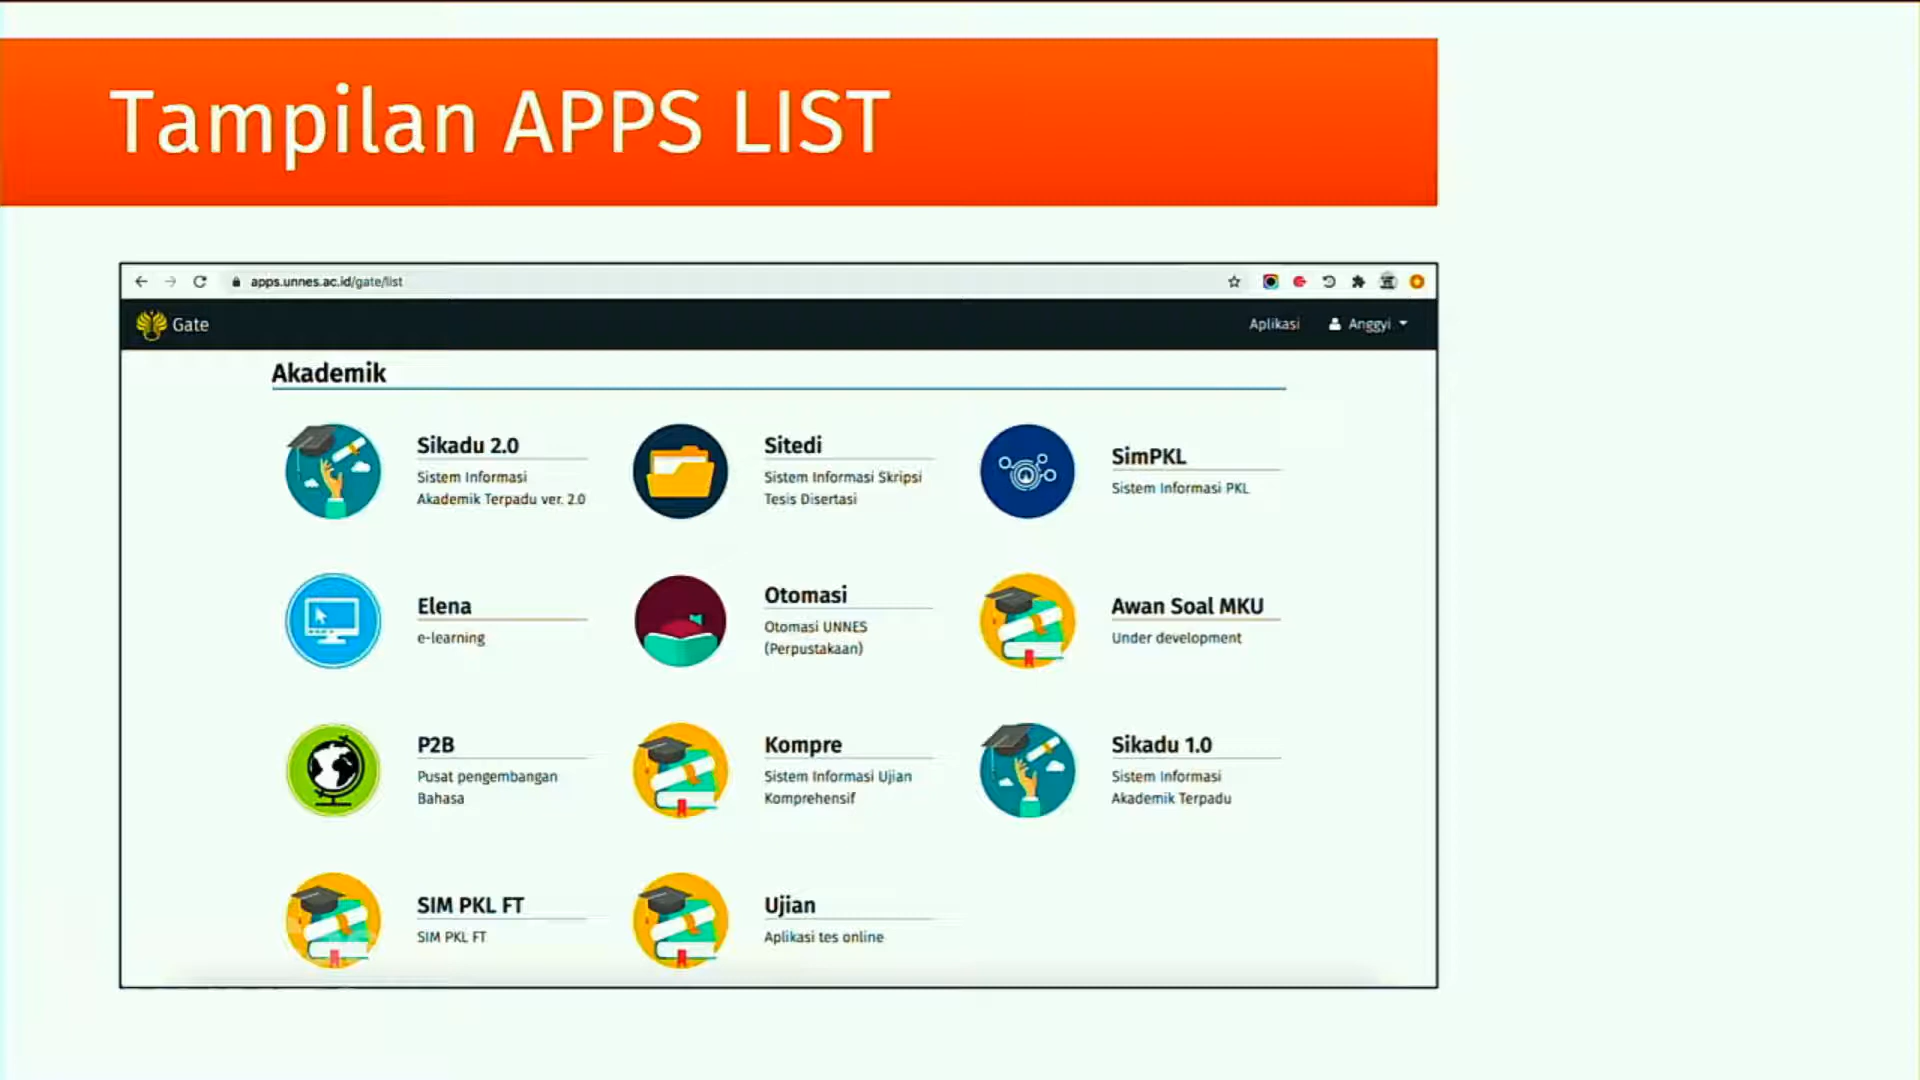 Tampilan APPS LIST
apps.unnes.ac.id/gate/list
Gate
Aplikasi
Anggyi
Akademik
Sikadu 2.0
Sistem Informasi
Akademik Terpadu ver. 2.0
Sitedi
Sistem Informasi Skripsi
Tesis Disertasi
SimPKL
Sistem Informasi PKL
Elena
e-learning
Otomasi
Otomasi UNNES
(Perpustakaan)
Awan Soal MKU
Under development
P2B
Pusat pengembangan
Bahasa
Kompre
Sistem Informasi Ujian
Komprehensif
Sikadu 1.0
Sistem Informasi
Akademik Terpadu
SIM PKL FT
SIM PKL FT
Ujian
Aplikasi tes online